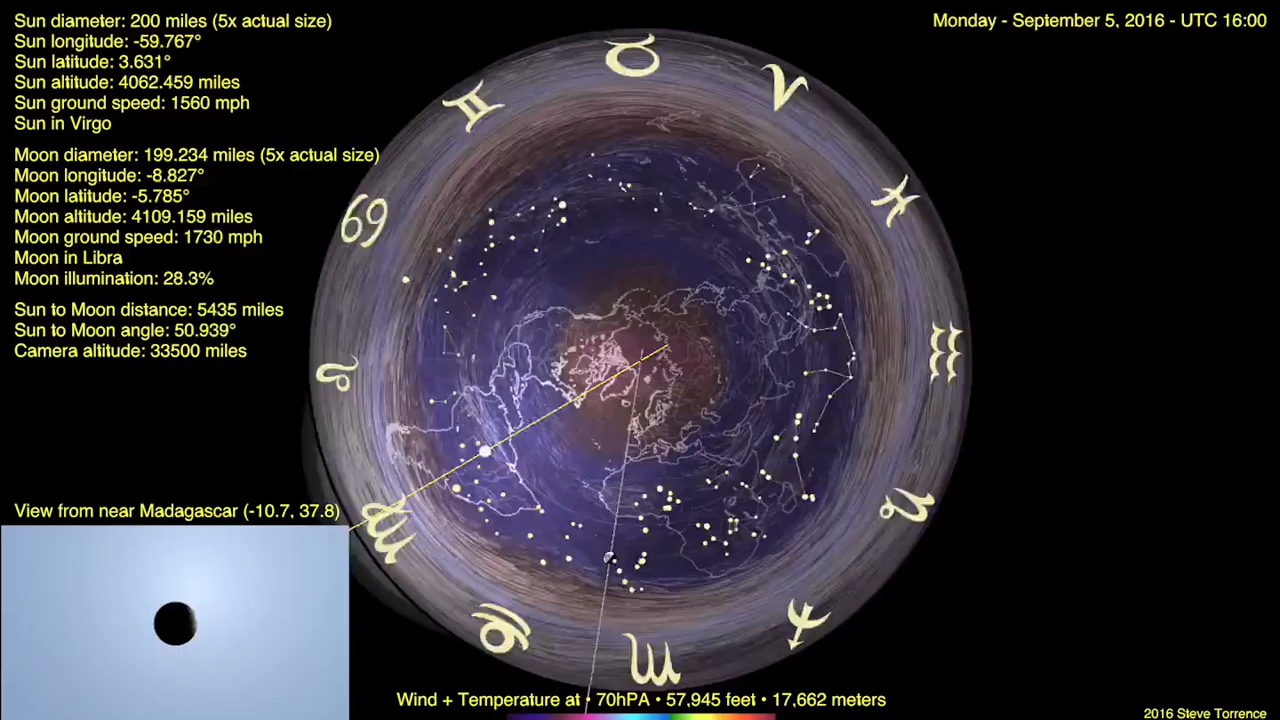 Sun diameter: 200 miles (5x actual size)
Sun longitude: -59.767°
Sun latitude: 3.631°
Sun altitude: 4062.459 miles
Sun ground speed: 1560 mph
Sun in Virgo
Moon diameter: 199.234 miles (5x actual size)
Moon longitude: -8.827°
Moon latitude: -5.785°
Moon altitude: 4109.159 miles
Moon ground speed: 1730 mph
Moon in Libra
Moon illumination: 28.3%
Sun to Moon distance: 5435 miles
Sun to Moon angle: 50.939°
Camera altitude: 33500 miles
Monday - September 5, 2016 - UTC 16:00
View from near Madagascar (-10.7, 37.8)
Wind + Temperature at • 70hPA • 57,945 feet • 17,662 meters
2016 Steve Torrence